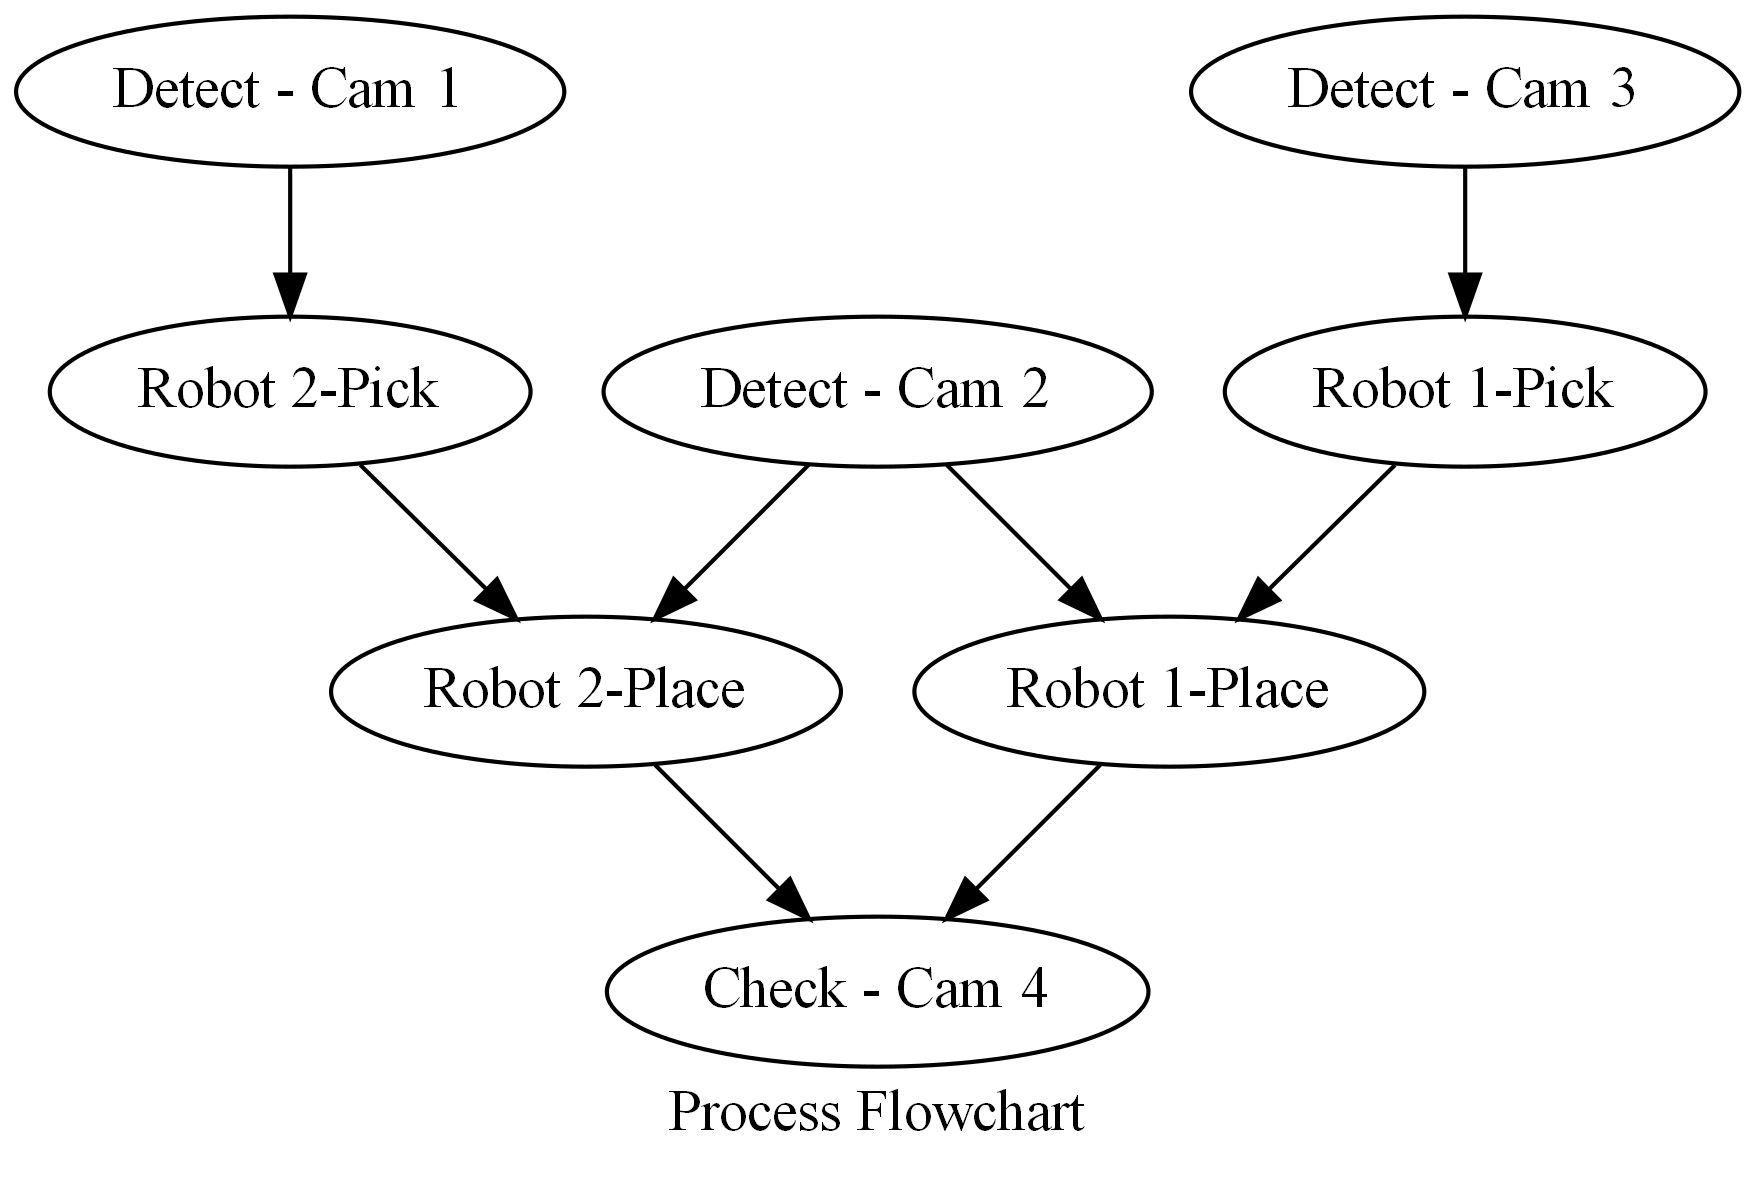 Detect - Cam 1
Detect - Cam 3
Robot 2-Pick
Detect - Cam 2
Robot 1-Pick
Robot 2-Place
Robot 1-Place
Check - Cam 4
Process Flowchart